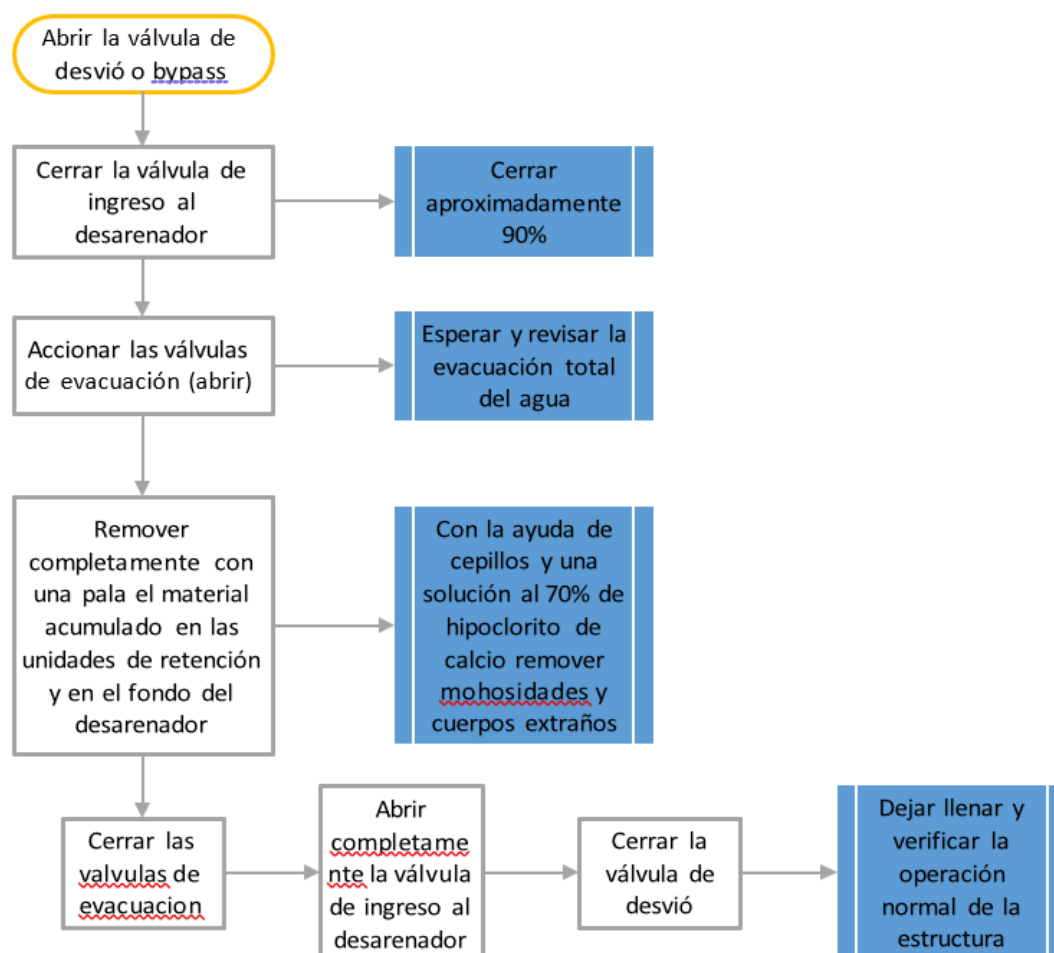 Abrir la válvula de
desvió o bypass
Cerrar la válvula de
ingreso al
desarenador
Cerrar
aproximadamente
90%
Accionar las válvulas
de evacuación (abrir)
Esperar y revisar la
evacuación total
del agua
Remover
completamente con
una pala el material
acumulado en las
unidades de retención
y en el fondo del
desarenador
Con la ayuda de
cepillos y una
solución al 70% de
hipoclorito de
calcio remover
mohosidades y
cuerpos extraños
Cerrar las
valvulas de
evacuacion
Abrir
completame
nte la válvula
de ingreso al
desarenador
Cerrar la
válvula de
desvió
Dejar llenar y
verificar la
operación
normal de la
estructura